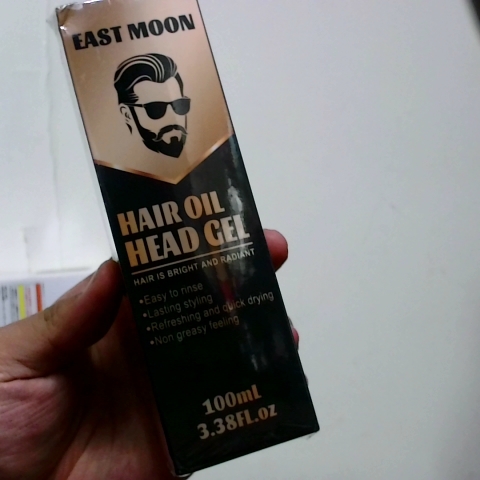 EAST MOON
HAIR OIL
HEAD GEL
HAIR IS BRIGHT AND RADIANT
•Easy to rinse
•Lasting styling
•Refreshing and quick drying
•Non greasy feeling
100mL
3.38FL.oz